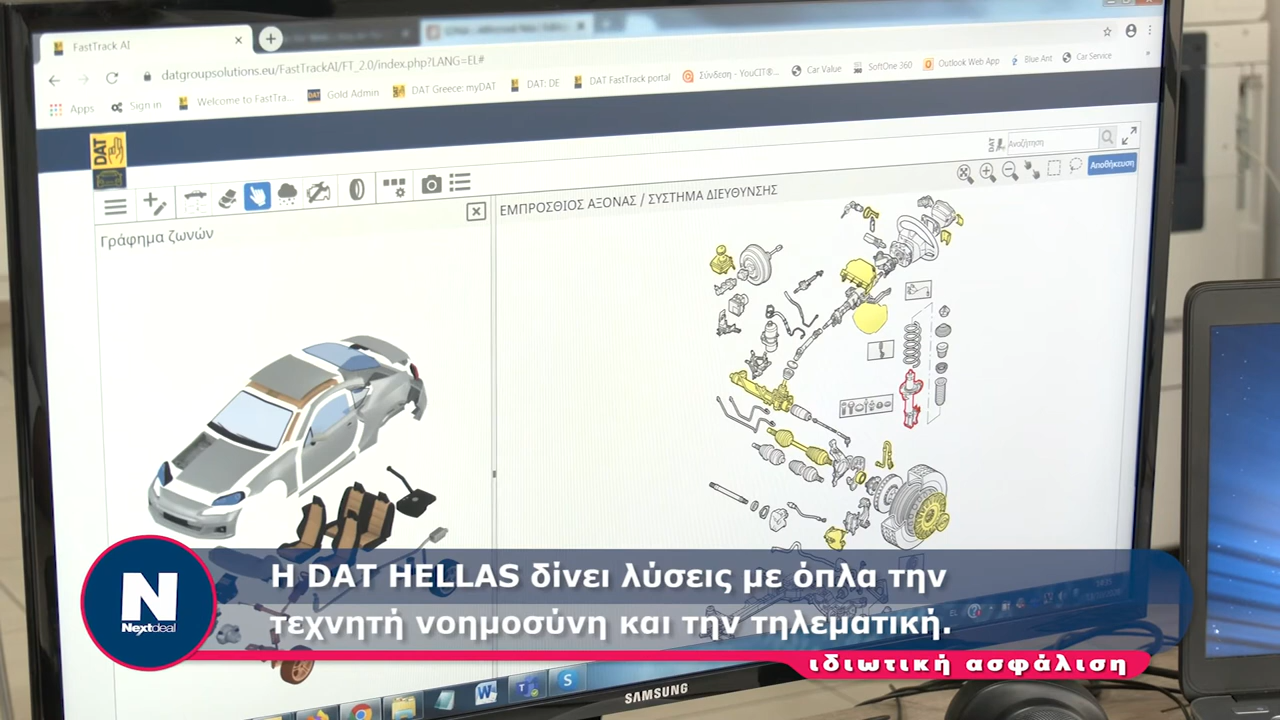 FastTrack AI
datgroupsolutions.eu/FastTrackAI/FT_2.0/index.php?LANG=EL#
Apps Sign in Welcome to FastTra... Gold Admin DAT Greece: myDAT DAT: DE DAT FastTrack portal Σύνδεση - YouCIT®... Car Value SoftOne 360 Outlook Web App Blue Ant Car Service
DAT
Αναζήτηση
Αποθήκευση
Γράφημα ζωνών
ΕΜΠΡΟΣΘΙΟΣ ΑΞΟΝΑΣ / ΣΥΣΤΗΜΑ ΔΙΕΥΘΥΝΣΗΣ
N
Nextdeal
Η DAT HELLAS δίνει λύσεις με όπλα την
τεχνητή νοημοσύνη και την τηλεματική.
ιδιωτική ασφάλιση
SAMSUNG